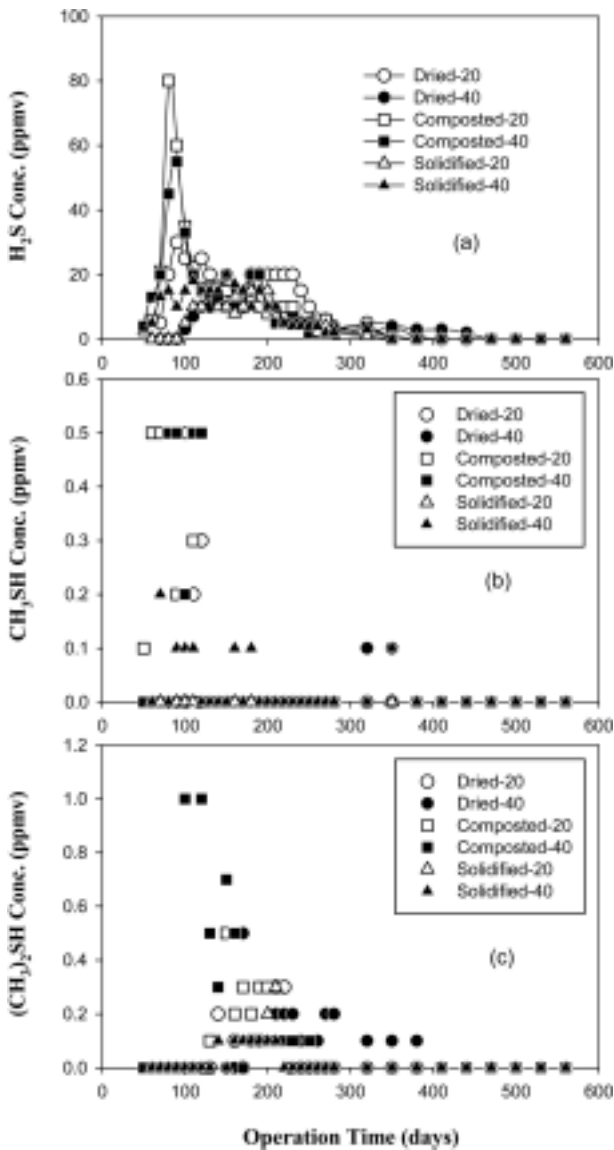 100
80
60
40
20
0
H₂S Conc. (ppmv)
Dried-20
Dried-40
Composted-20
Composted-40
Solidified-20
Solidified-40
(a)
0 100 200 300 400 500 600
0.6
0.5
0.4
0.3
0.2
0.1
0.0
CH₃SH Conc. (ppmv)
Dried-20
Dried-40
Composted-20
Composted-40
Solidified-20
Solidified-40
(b)
0 100 200 300 400 500 600
1.2
1.0
0.8
0.6
0.4
0.2
0.0
(CH₃)₂SH Conc. (ppmv)
Dried-20
Dried-40
Composted-20
Composted-40
Solidified-20
Solidified-40
(c)
0 100 200 300 400 500 600
Operation Time (days)